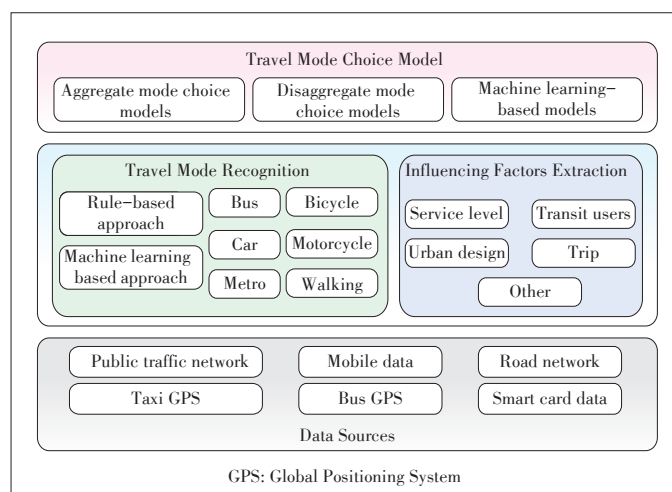 Travel Mode Choice Model
Aggregate mode choice
models
Disaggregate mode
choice models
Machine learning-
based models
Travel Mode Recognition
Rule-based
approach
Machine learning
based approach
Bus
Bicycle
Car
Motorcycle
Metro
Walking
Influencing Factors Extraction
Service level
Transit users
Urban design
Trip
Other
Public traffic network
Mobile data
Road network
Taxi GPS
Bus GPS
Smart card data
Data Sources
GPS: Global Positioning System